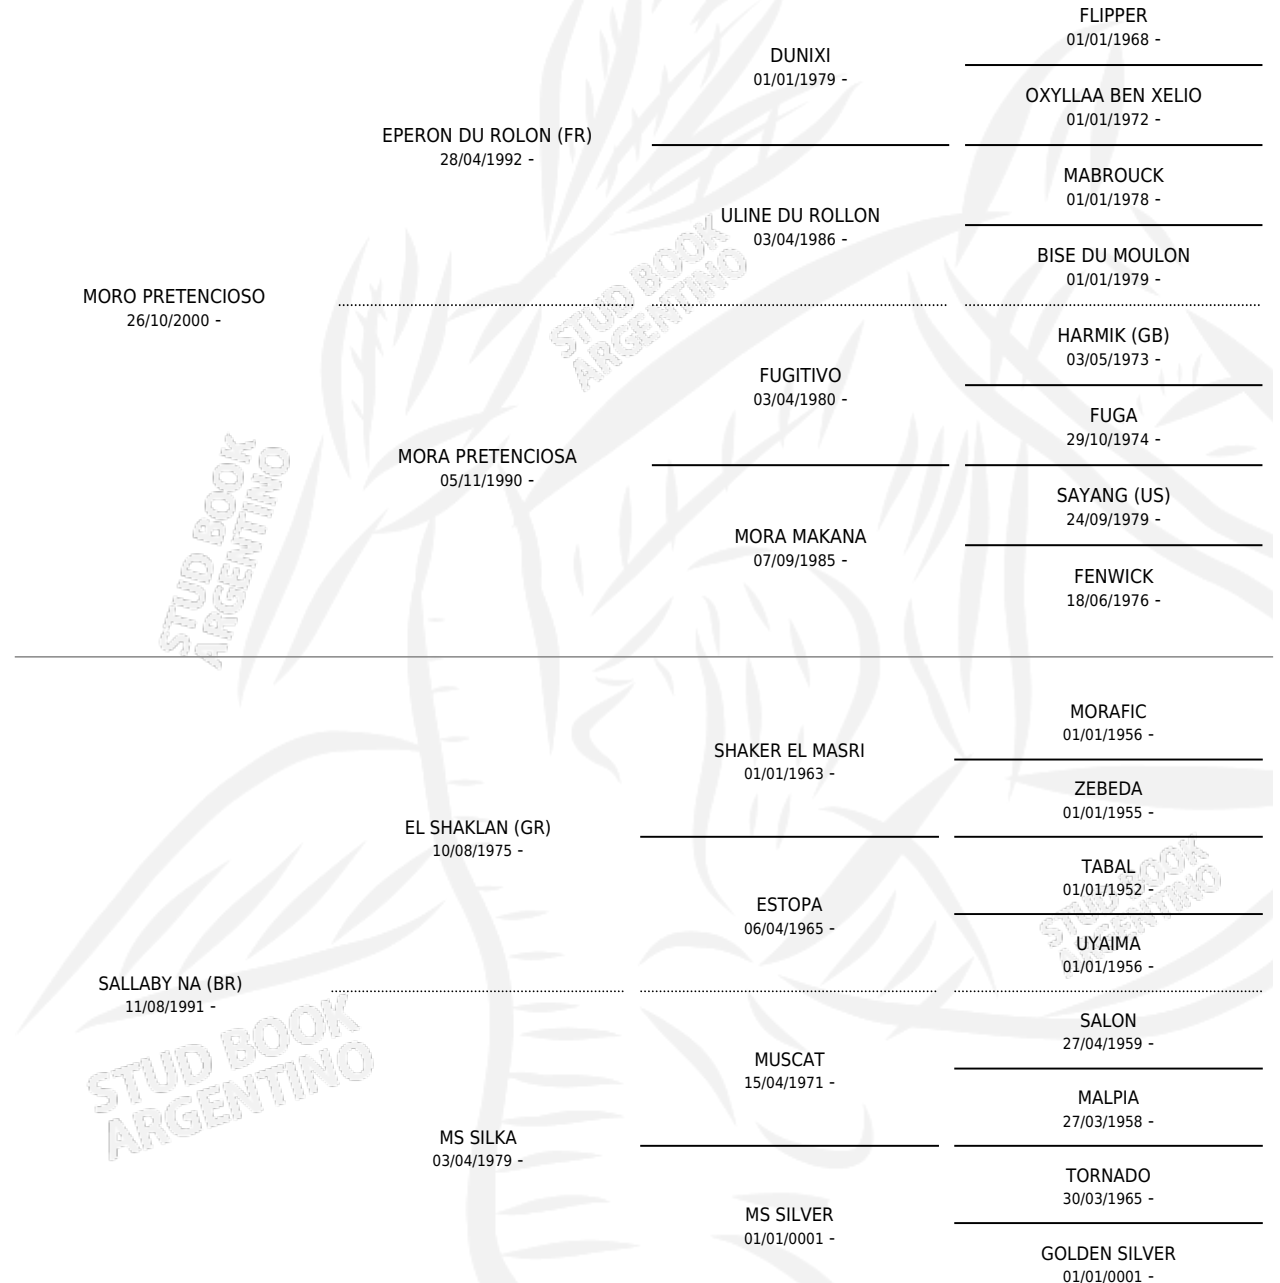 FLIPPER
01/01/1968 -
DUNIXI
01/01/1979 -
OXYLLAA BEN XELIO
01/01/1972 -
EPERON DU ROLON (FR)
28/04/1992 -
MABROUCK
01/01/1978 -
ULINE DU ROLLON
03/04/1986 -
BISE DU MOULON
01/01/1979 -
MORO PRETENCIOSO
26/10/2000 -
HARMIK (GB)
03/05/1973 -
FUGITIVO
03/04/1980 -
FUGA
29/10/1974 -
MORA PRETENCIOSA
05/11/1990 -
SAYANG (US)
24/09/1979 -
MORA MAKANA
07/09/1985 -
FENWICK
18/06/1976 -
STUD BOOK
ARGENTINO
STUD BOOK
ARGENTINO
MORAFIC
01/01/1956 -
SHAKER EL MASRI
01/01/1963 -
ZEBEDA
01/01/1955 -
EL SHAKLAN (GR)
10/08/1975 -
TABAL
01/01/1952 -
ESTOPA
06/04/1965 -
UYAIMA
01/01/1956 -
SALLABY NA (BR)
11/08/1991 -
SALON
27/04/1959 -
MUSCAT
15/04/1971 -
MALPIA
27/03/1958 -
MS SILKA
03/04/1979 -
TORNADO
30/03/1965 -
MS SILVER
01/01/0001 -
GOLDEN SILVER
01/01/0001 -
STUD BOOK
ARGENTINO
STUD BOOK
ARGENTINO